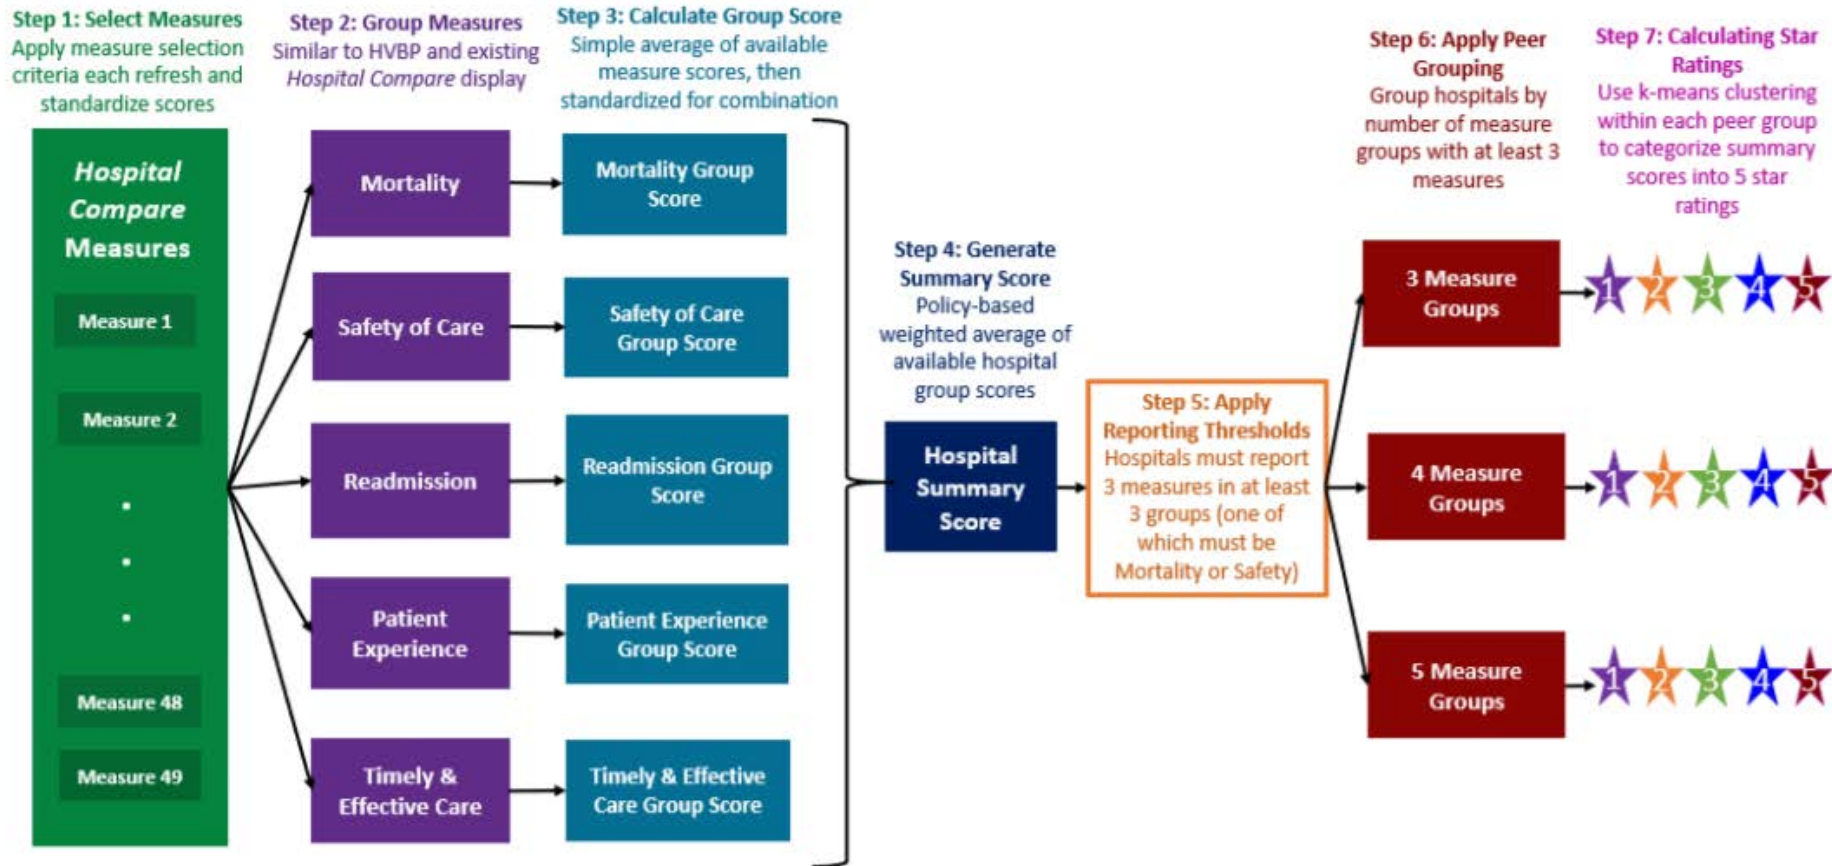 Step 1: Select Measures
Apply measure selection
criteria each refresh and
standardize scores
Hospital
Compare
Measures
Measure 1
Measure 2
Measure 48
Measure 49
Step 2: Group Measures
Similar to HVBP and existing
Hospital Compare display
Mortality
Safety of Care
Readmission
Patient
Experience
Timely &
Effective Care
Step 3: Calculate Group Score
Simple average of available
measure scores, then
standardized for combination
Mortality Group
Score
Safety of Care
Group Score
Readmission Group
Score
Patient Experience
Group Score
Timely & Effective
Care Group Score
Step 4: Generate
Summary Score
Policy-based
weighted average of
available hospital
group scores
Hospital
Summary
Score
Step 5: Apply
Reporting Thresholds
Hospitals must report
3 measures in at least
3 groups (one of
which must be
Mortality or Safety)
Step 6: Apply Peer
Grouping
Group hospitals by
number of measure
groups with at least 3
measures
3 Measure
Groups
4 Measure
Groups
5 Measure
Groups
Step 7: Calculating Star
Ratings
Use k-means clustering
within each peer group
to categorize summary
scores into 5 star
ratings
1 2 3 4 5
1 2 3 4 5
1 2 3 4 5